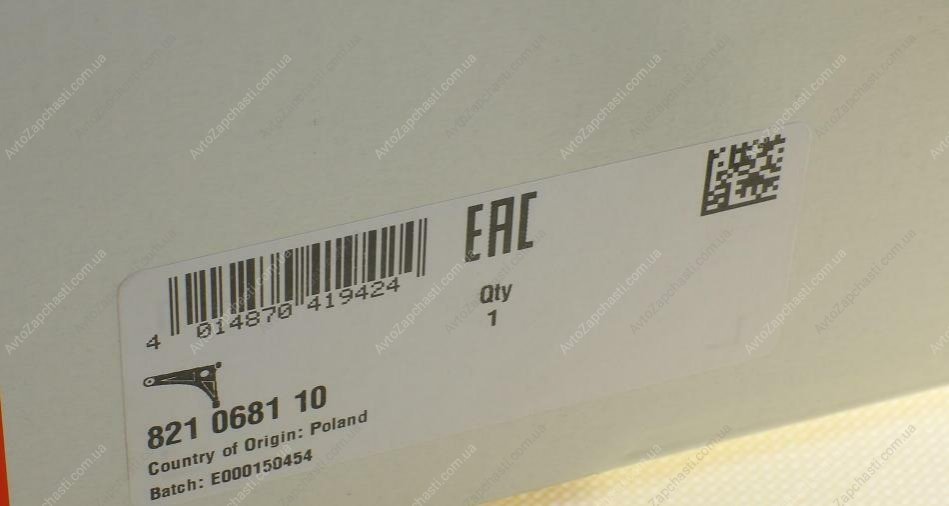 EAC
4 014870 419424
Qty
1
821 0681 10
Country of Origin: Poland
Batch: E000150454
AvtoZapchasti.com.ua